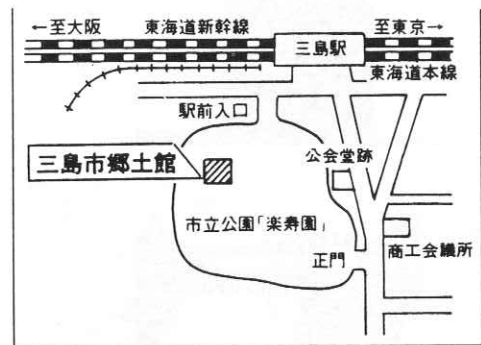 ←至大阪
東海道新幹線
三島駅
至東京→
東海道本線
駅前入口
三島市郷土館
公会堂跡
市立公園「楽寿園」
正門
商工会議所